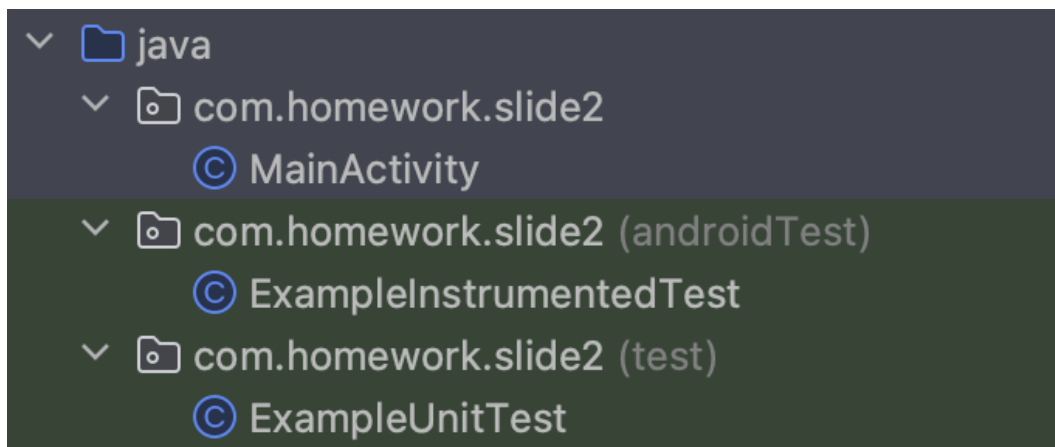 java
com.homework.slide2
C MainActivity
com.homework.slide2 (androidTest)
C ExampleInstrumentedTest
com.homework.slide2 (test)
C ExampleUnitTest